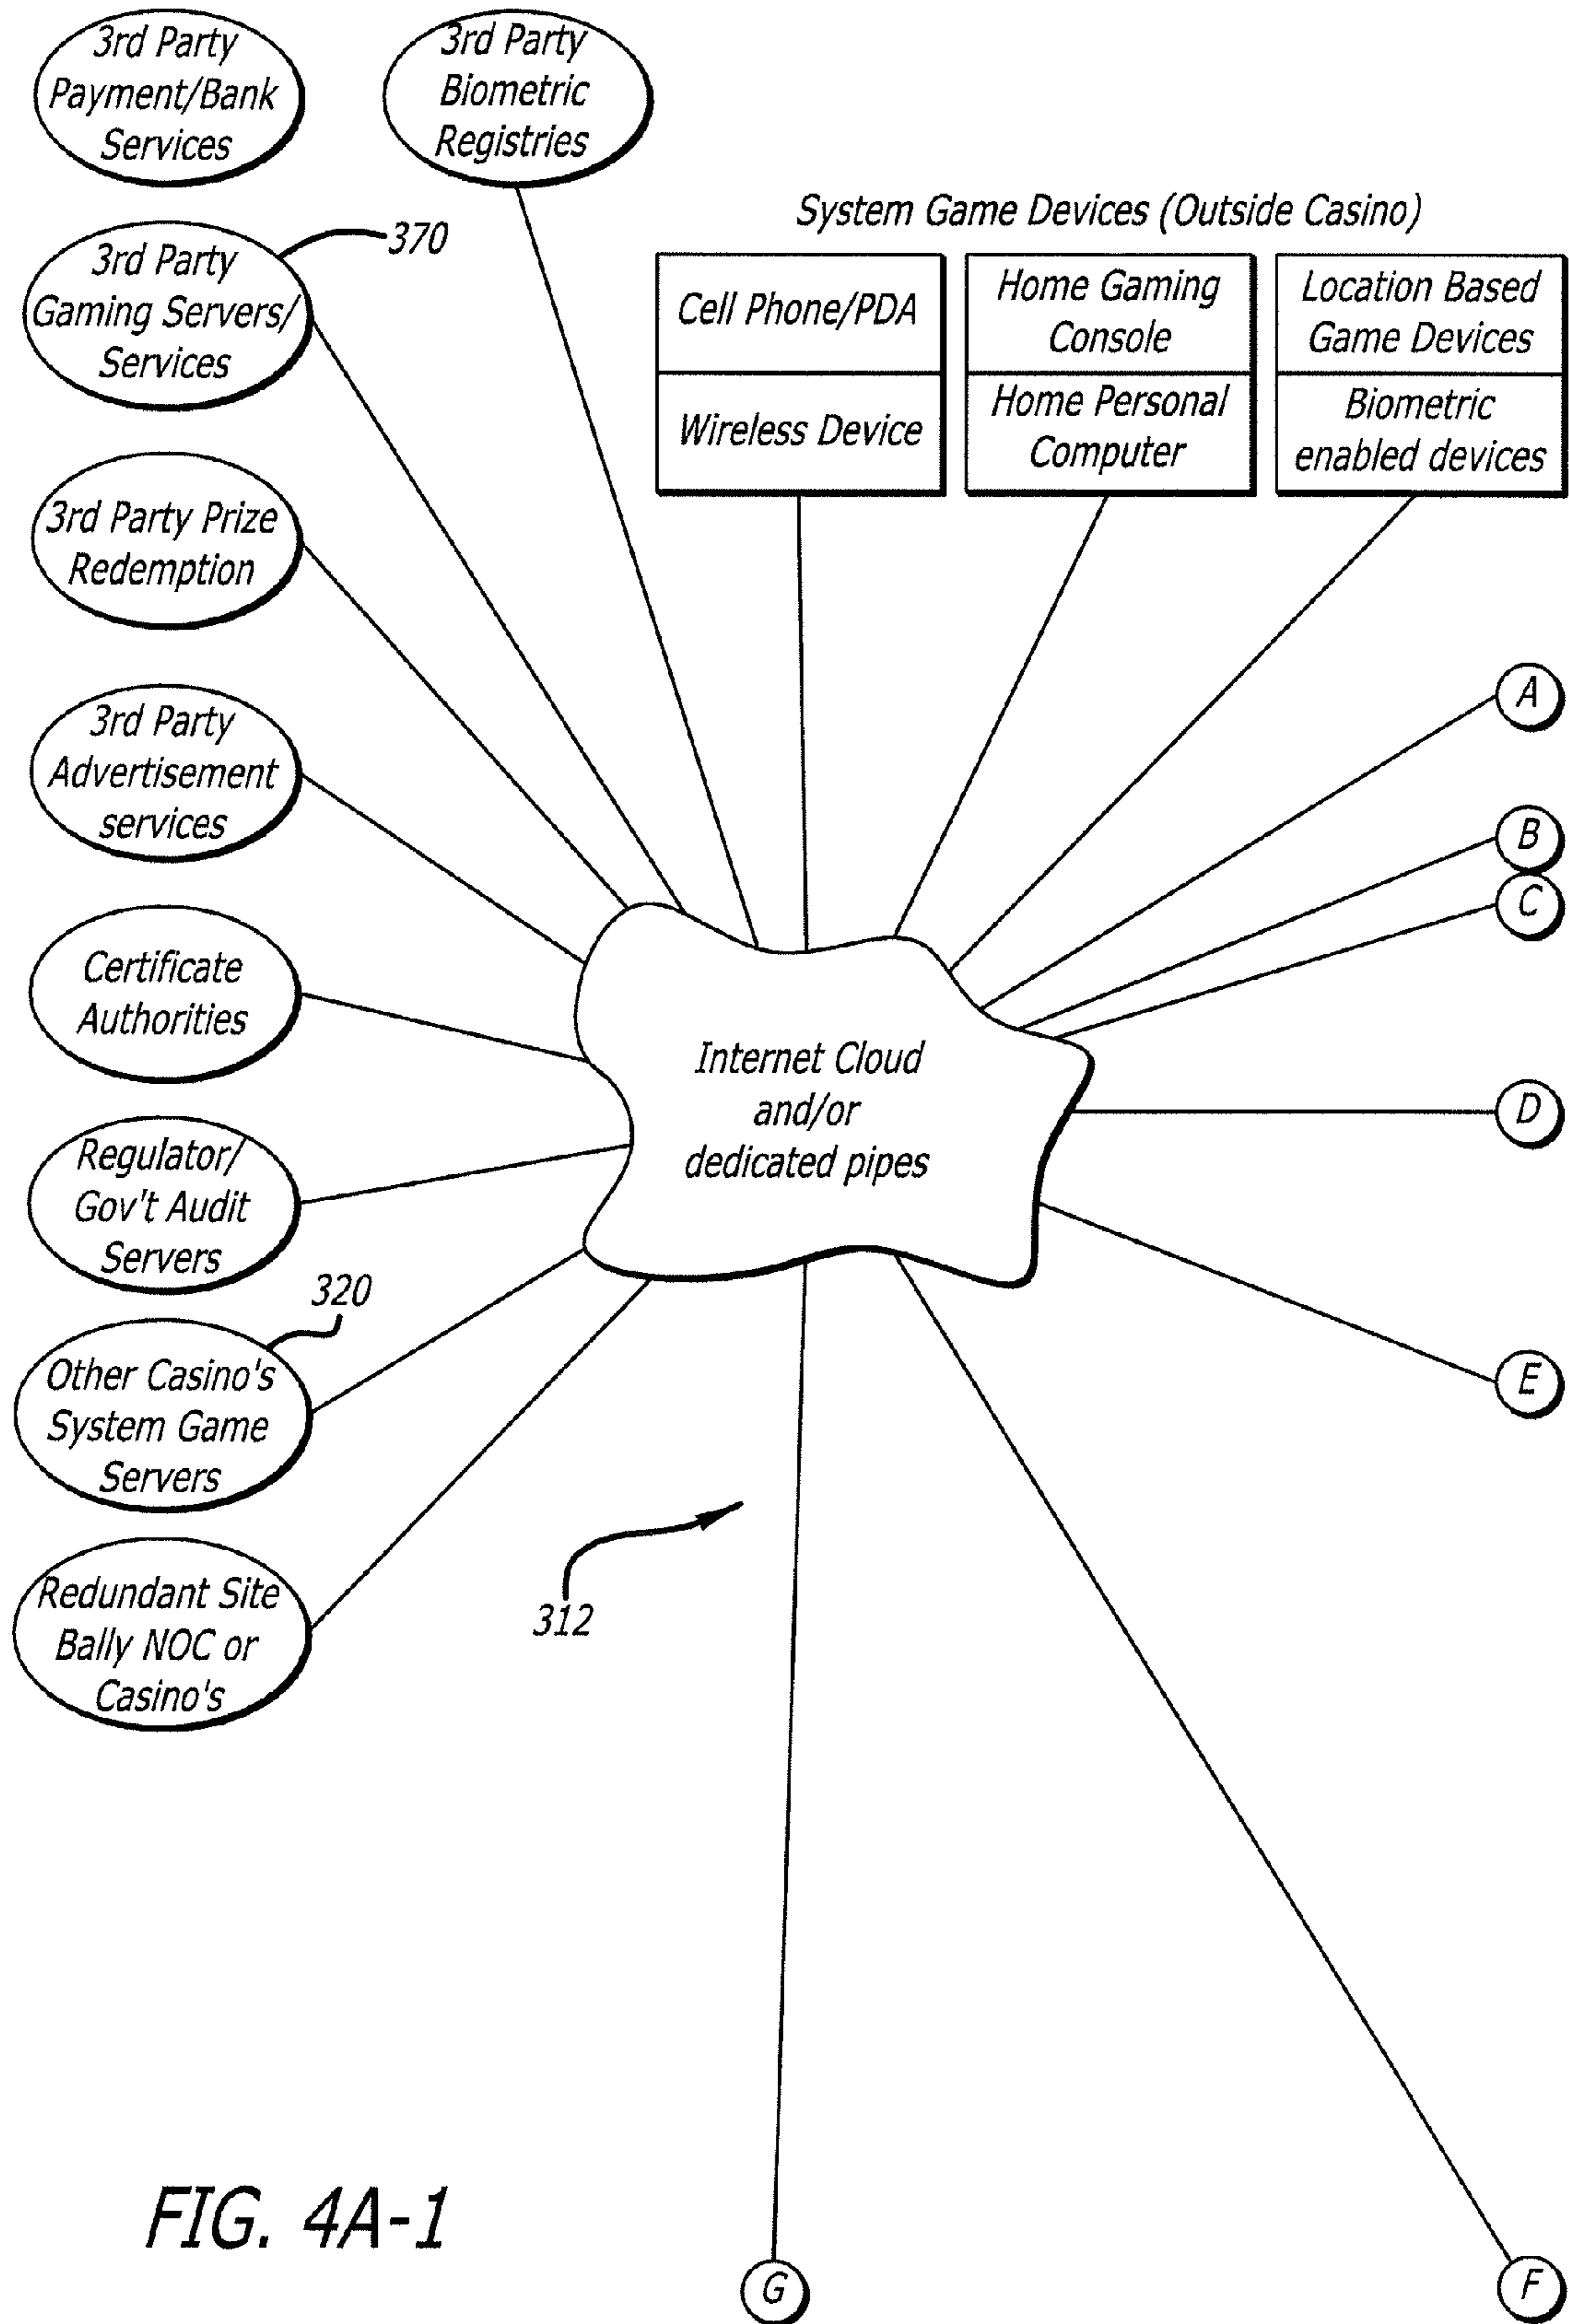 3rd Party
Payment/Bank
Services
3rd Party
Biometric
Registries
System Game Devices (Outside Casino)
370
3rd Party
Gaming Servers/
Services
Cell Phone/PDA
Home Gaming
Console
Location Based
Game Devices
Wireless Device
Home Personal
Computer
Biometric
enabled devices
3rd Party Prize
Redemption
3rd Party
Advertisement
services
A
B
C
Certificate
Authorities
Internet Cloud
and/or
dedicated pipes
D
Regulator/
Gov't Audit
Servers
320
Other Casino's
System Game
Servers
E
Redundant Site
Bally NOC or
Casino's
312
FIG. 4A-1
G
F